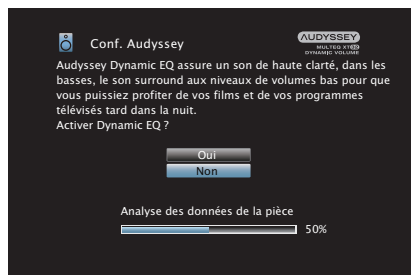 Conf. Audyssey
AUDYSSEY
MULTEQ XT32
DYNAMIC VOLUME
Audyssey Dynamic EQ assure un son de haute clarté, dans les
basses, le son surround aux niveaux de volumes bas pour que
vous puissiez profiter de vos films et de vos programmes
télévisés tard dans la nuit.
Activer Dynamic EQ ?
Oui
Non
Analyse des données de la pièce
50%